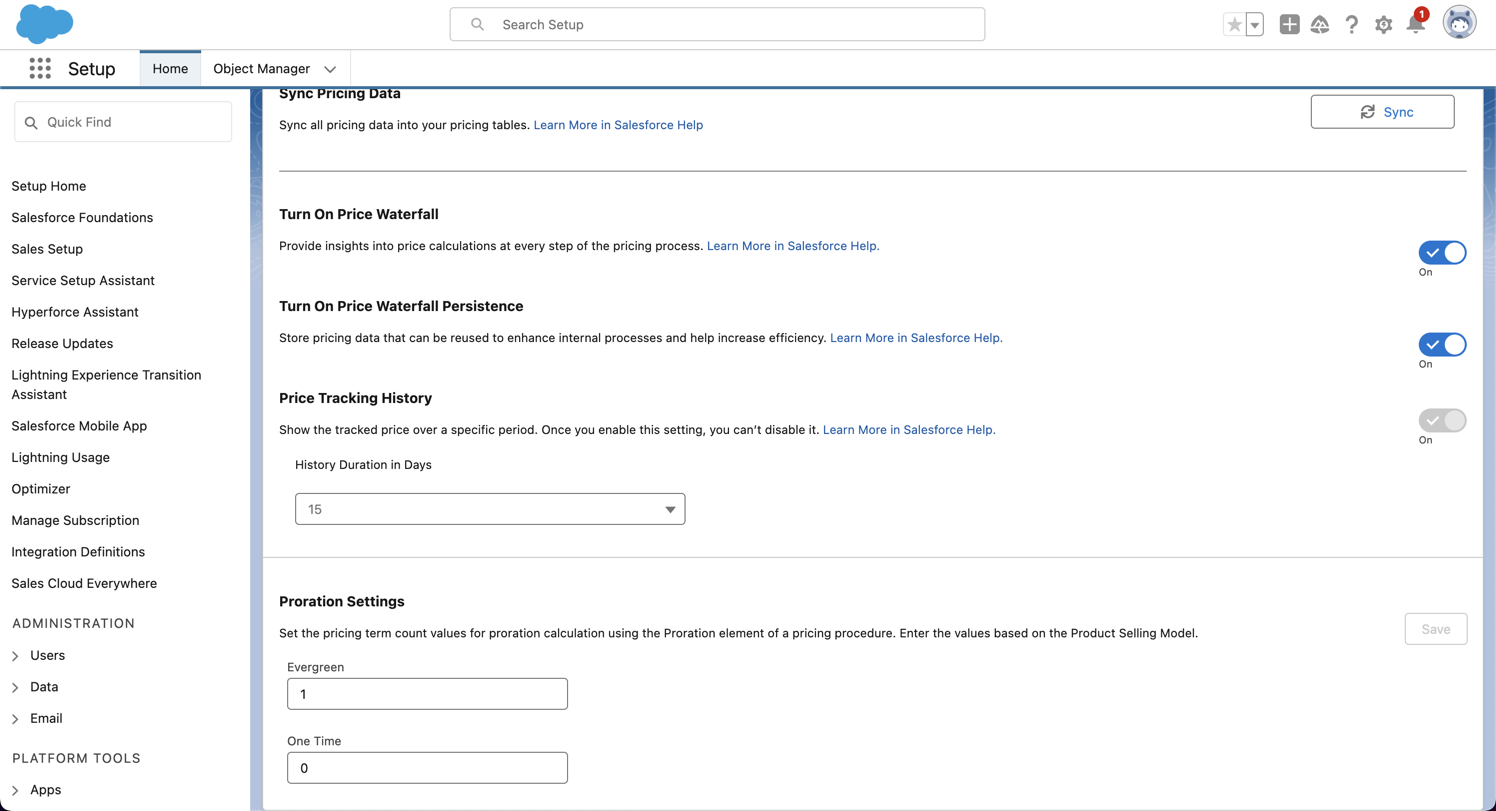 Search Setup
1
Setup
Home
Object Manager
Quick Find
Setup Home
Salesforce Foundations
Sales Setup
Service Setup Assistant
Hyperforce Assistant
Release Updates
Lightning Experience Transition
Assistant
Salesforce Mobile App
Lightning Usage
Optimizer
Manage Subscription
Integration Definitions
Sales Cloud Everywhere
ADMINISTRATION
Users
Data
Email
PLATFORM TOOLS
Apps
Sync Pricing Data
Sync all pricing data into your pricing tables. Learn More in Salesforce Help
Sync
Turn On Price Waterfall
Provide insights into price calculations at every step of the pricing process. Learn More in Salesforce Help.
On
Turn On Price Waterfall Persistence
Store pricing data that can be reused to enhance internal processes and help increase efficiency. Learn More in Salesforce Help.
On
Price Tracking History
Show the tracked price over a specific period. Once you enable this setting, you can’t disable it. Learn More in Salesforce Help.
On
History Duration in Days
15
Proration Settings
Set the pricing term count values for proration calculation using the Proration element of a pricing procedure. Enter the values based on the Product Selling Model.
Save
Evergreen
1
One Time
0